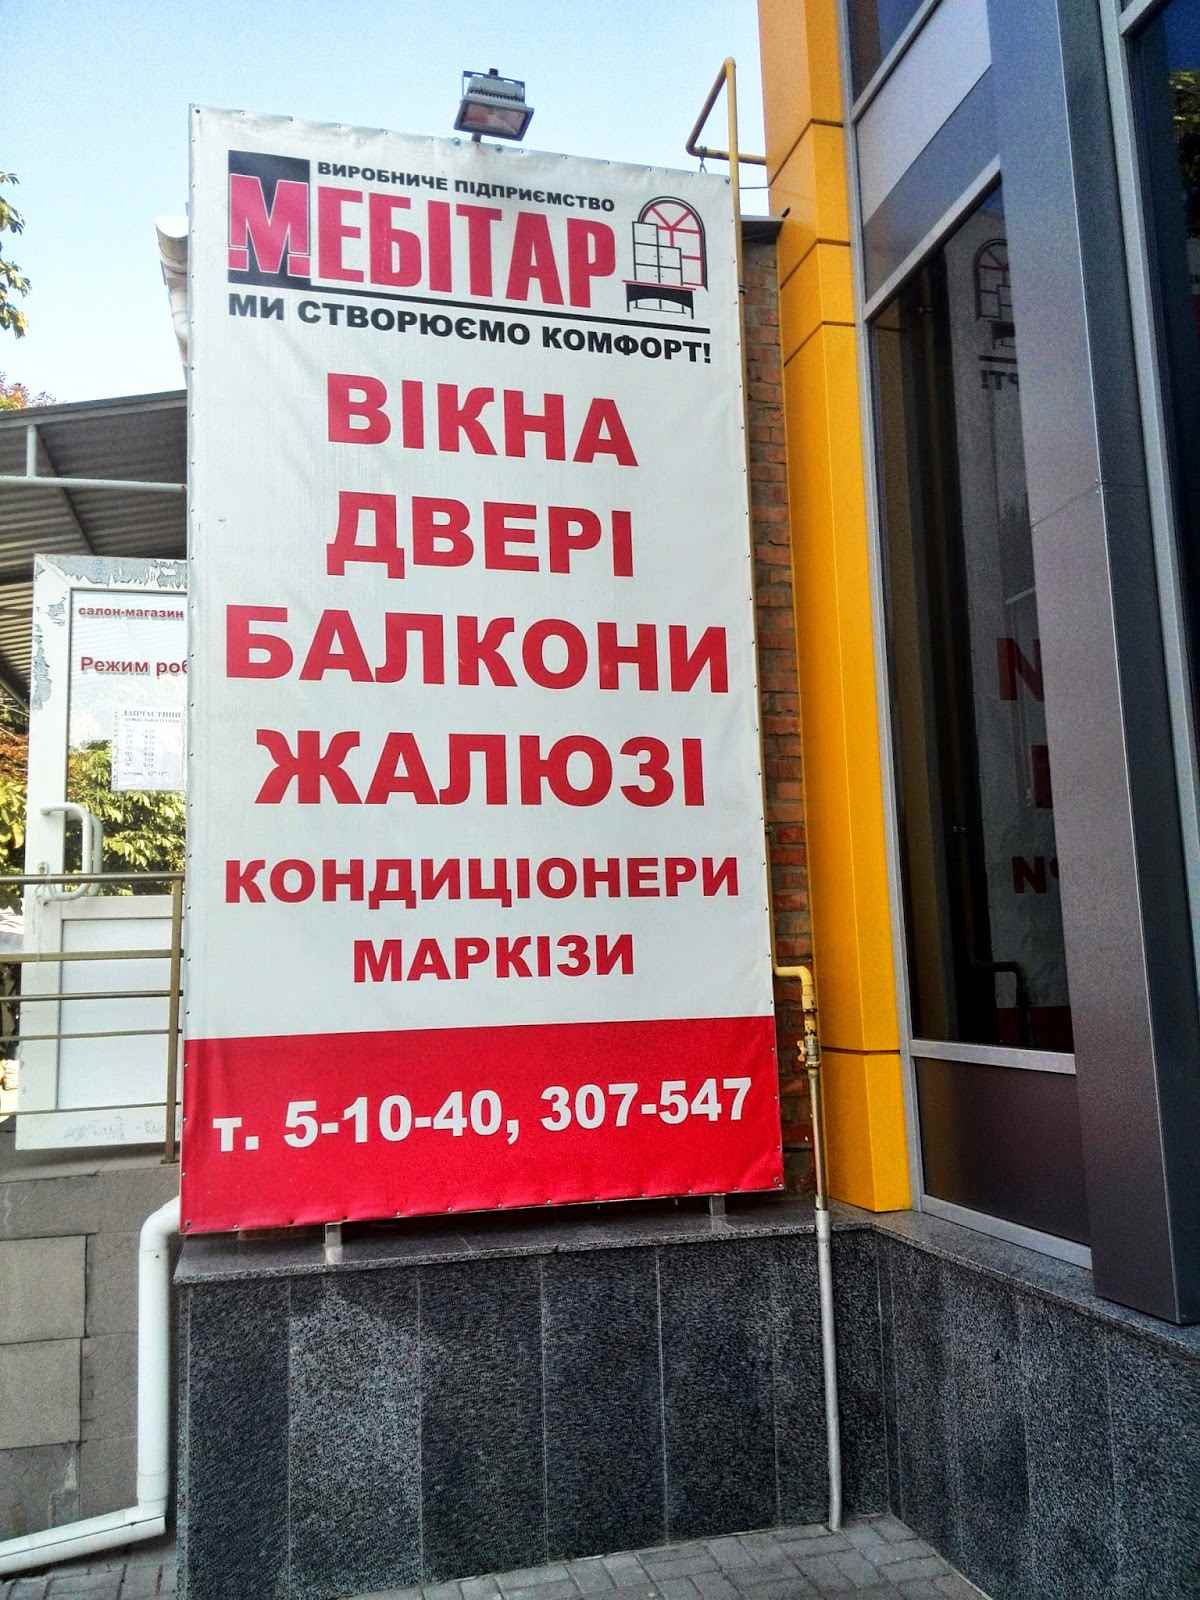 ВИРОБНИЧЕ ПІДПРИЄМСТВО
МЕБІТАР
МИ СТВОРЮЄМО КОМФОРТ!
ВІКНА
ДВЕРІ
БАЛКОНИ
ЖАЛЮЗІ
КОНДИЦІОНЕРИ
МАРКІЗИ
т. 5-10-40, 307-547
салон-магазин
Режим роб